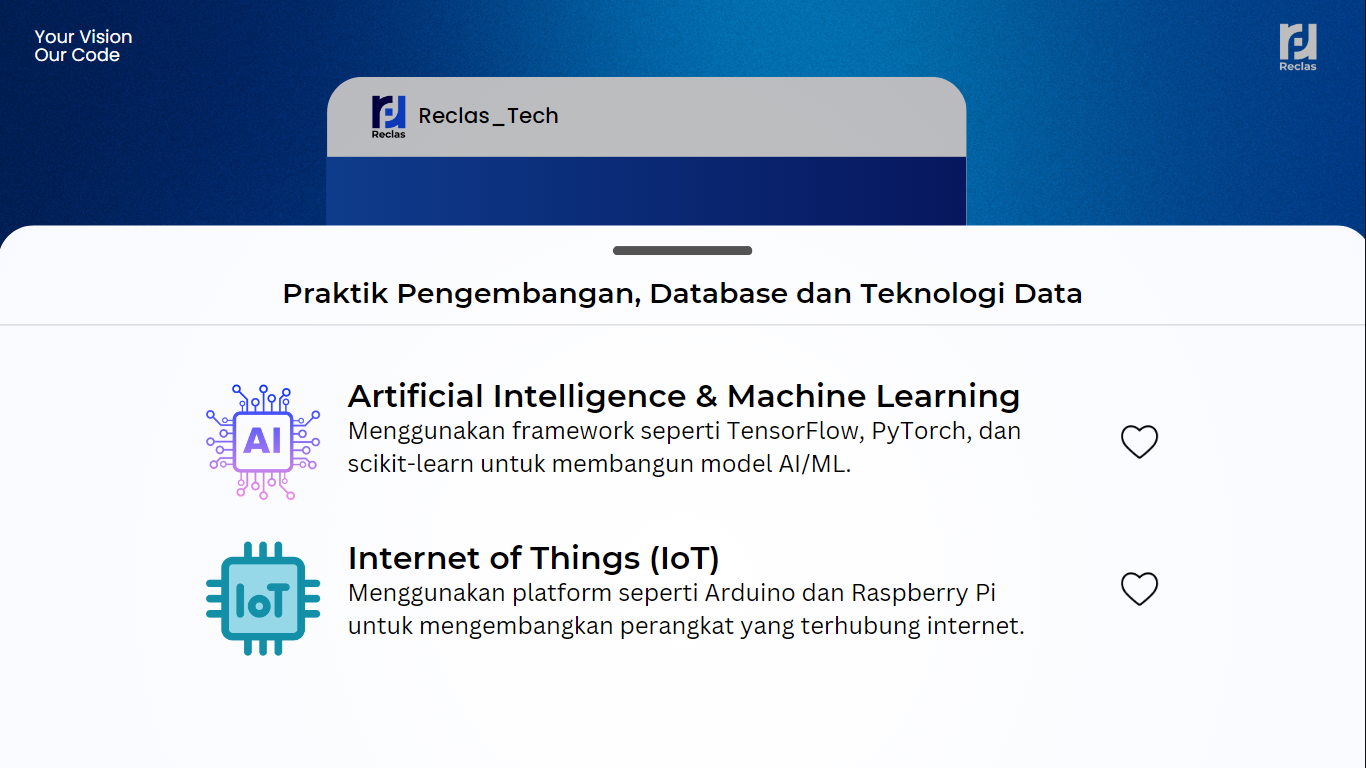 Your Vision
Our Code
Reclas
Reclas
Reclas_Tech
Praktik Pengembangan, Database dan Teknologi Data
AI
Artificial Intelligence & Machine Learning
Menggunakan framework seperti TensorFlow, PyTorch, dan
scikit-learn untuk membangun model AI/ML.
IoT
Internet of Things (IoT)
Menggunakan platform seperti Arduino dan Raspberry Pi
untuk mengembangkan perangkat yang terhubung internet.